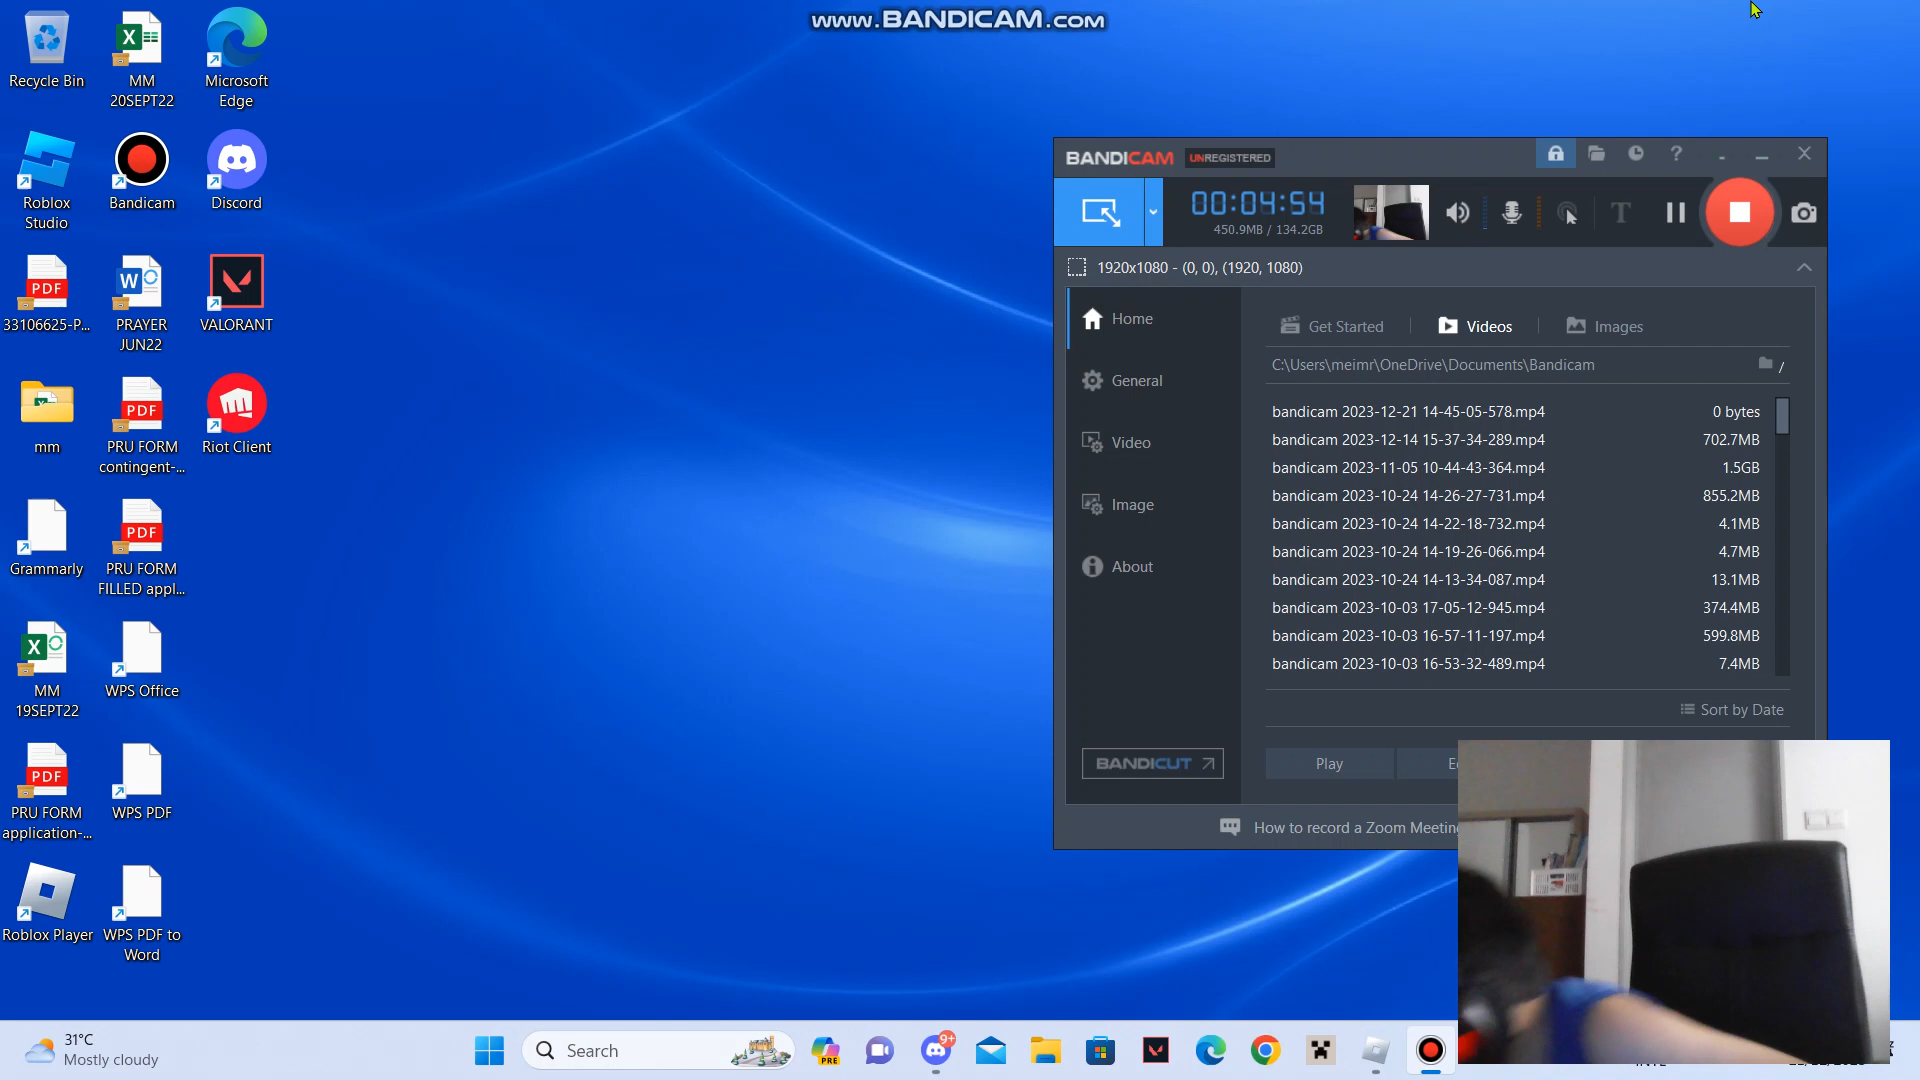 www.BANDICAM.com
Recycle Bin
MM
20SEPT22
Microsoft
Edge
Roblox
Studio
Bandicam
Discord
33106625-P...
PRAYER
JUN22
VALORANT
mm
PRU FORM
contingent-...
Riot Client
Grammarly
PRU FORM
FILLED appl...
MM
19SEPT22
WPS Office
PRU FORM
application-...
WPS PDF
Roblox Player
WPS PDF to
Word
BANDICAM UNREGISTERED
00:04:54
450.9MB / 134.2GB
1920x1080 - (0, 0), (1920, 1080)
Home
General
Video
Image
About
BANDICUT
Get Started
Videos
Images
C:\Users\meimr\OneDrive\Documents\Bandicam
bandicam 2023-12-21 14-45-05-578.mp4 0 bytes
bandicam 2023-12-14 15-37-34-289.mp4 702.7MB
bandicam 2023-11-05 10-44-43-364.mp4 1.5GB
bandicam 2023-10-24 14-26-27-731.mp4 855.2MB
bandicam 2023-10-24 14-22-18-732.mp4 4.1MB
bandicam 2023-10-24 14-19-26-066.mp4 4.7MB
bandicam 2023-10-24 14-13-34-087.mp4 13.1MB
bandicam 2023-10-03 17-05-12-945.mp4 374.4MB
bandicam 2023-10-03 16-57-11-197.mp4 599.8MB
bandicam 2023-10-03 16-53-32-489.mp4 7.4MB
Sort by Date
Play
How to record a Zoom Meeting
31°C
Mostly cloudy
Search
PRE
9+